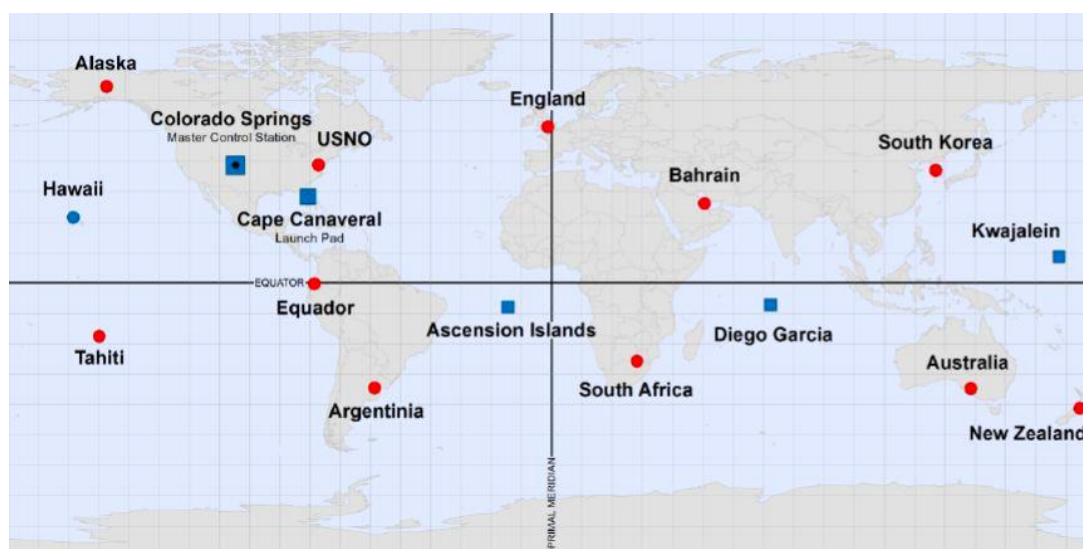 Alaska
England
Colorado Springs
Master Control Station
USNO
South Korea
Bahrain
Hawaii
Cape Canaveral
Launch Pad
Kwajalein
EQUATOR
Equador
Ascension Islands
Diego Garcia
Tahiti
Australia
South Africa
Argentinia
New Zealand
PRIMAL MERIDIAN